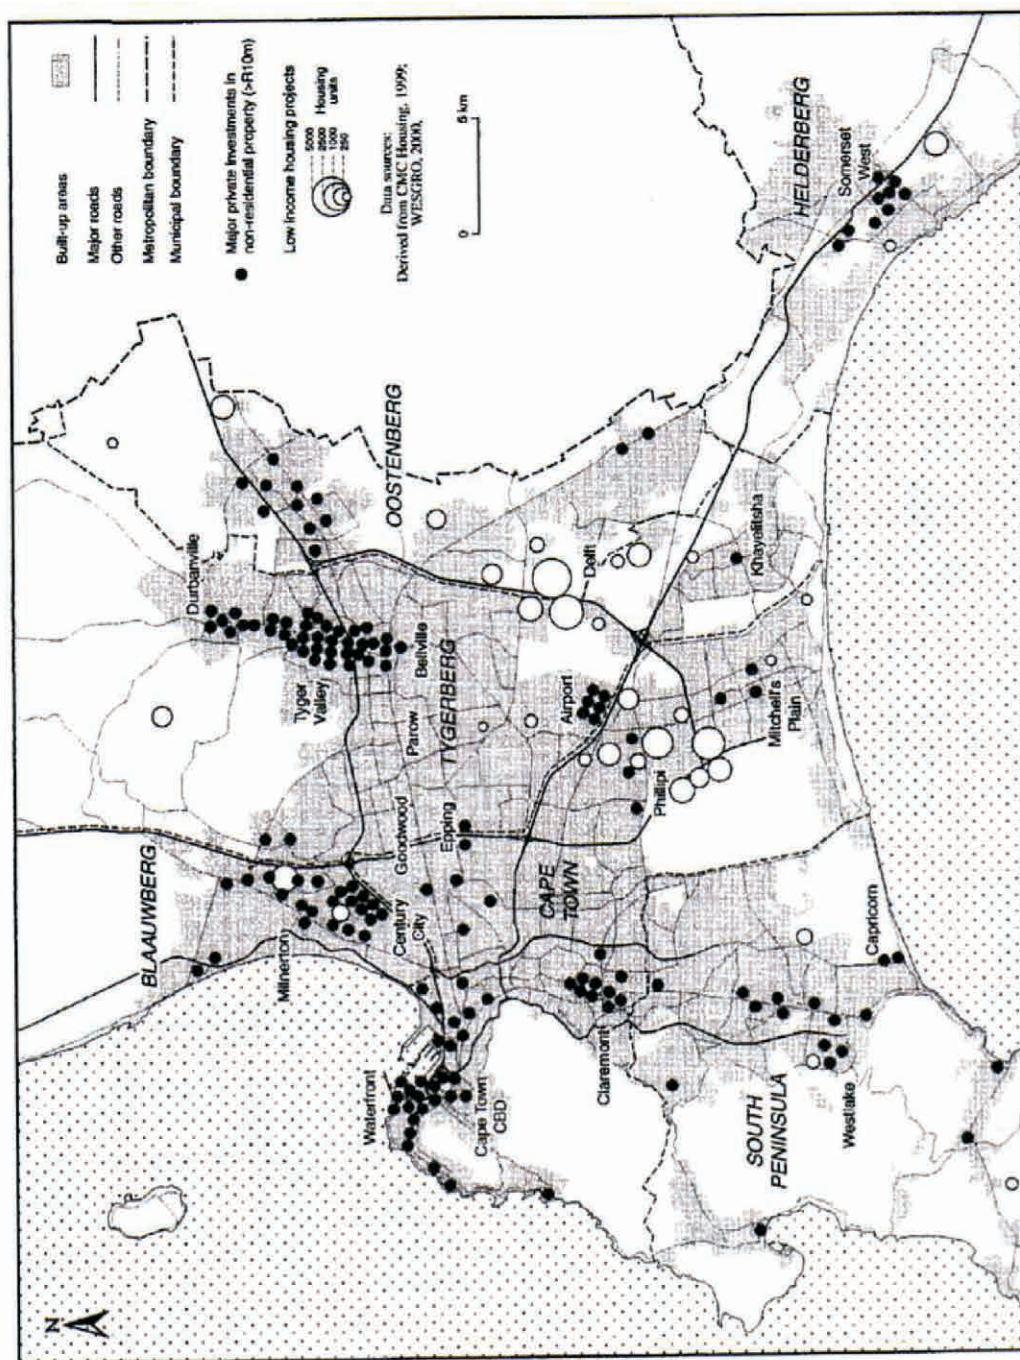 Built-up areas
Major roads
Other roads
Metropolitan boundary
Municipal boundary
Major private investments in
non-residential property (>R10m)
Low income housing projects
5000
2500
1000
250
Housing
units
Data sources:
Derived from CMC Housing, 1999;
WESGRO, 2000,
0
5 km
N
BLAAUWBERG
Milnerton
Century
City
Durbanville
Tyger
Valley
Bellville
OOSTENBERG
Parow
Goodwood
TYGERBERG
Epping
Waterfront
Cape Town
CBD
CAPE
TOWN
Airport
Delft
Claremont
Phillipi
Mitchell's
Plain
Khayelitsha
HELDERBERG
Somerset
West
SOUTH
PENINSULA
Westlake
Capricorn